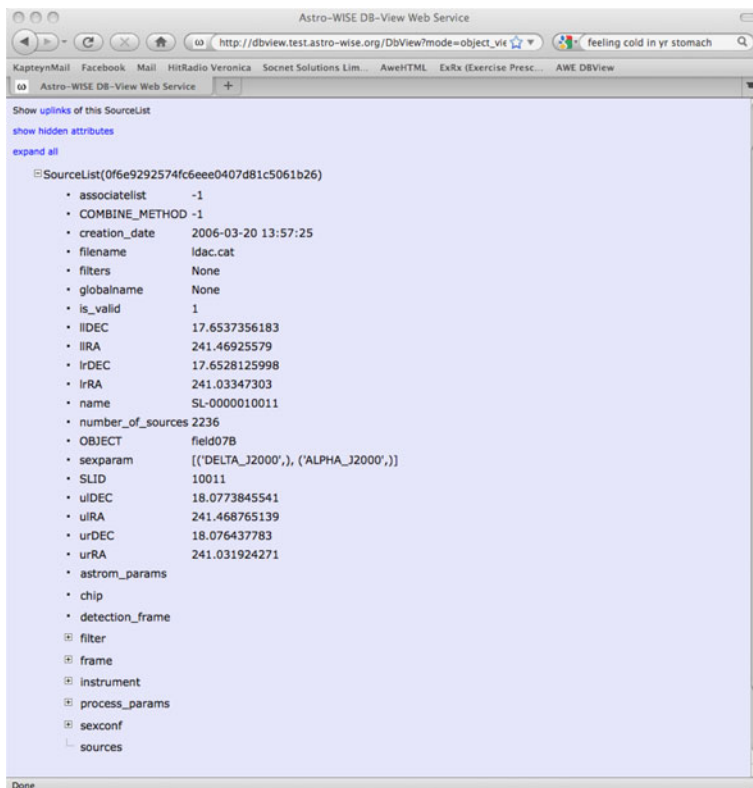 Astro-WISE DB-View Web Service
http://dbview.test.astro-wise.org/DbView?mode=object_vie
feeling cold in yr stomach
KapteynMail Facebook Mail HitRadio Veronica Socnet Solutions Lim... AweHTML ExRx (Exercise Presc... AWE DBView
Astro-WISE DB-View Web Service +
Show uplinks of this SourceList
show hidden attributes
expand all
SourceList(0f6e9292574fc6eee0407d81c5061b26)
associatelist -1
COMBINE_METHOD -1
creation_date 2006-03-20 13:57:25
filename ldac.cat
filters None
globalname None
is_valid 1
llDEC 17.6537356183
llRA 241.46925579
lrDEC 17.6528125998
lrRA 241.03347303
name SL-0000010011
number_of_sources 2236
OBJECT field07B
sexparam [('DELTA_J2000',), ('ALPHA_J2000',)]
SLID 10011
ulDEC 18.0773845541
ulRA 241.468765139
urDEC 18.076437783
urRA 241.031924271
astrom_params
chip
detection_frame
filter
frame
instrument
process_params
sexconf
sources
Done